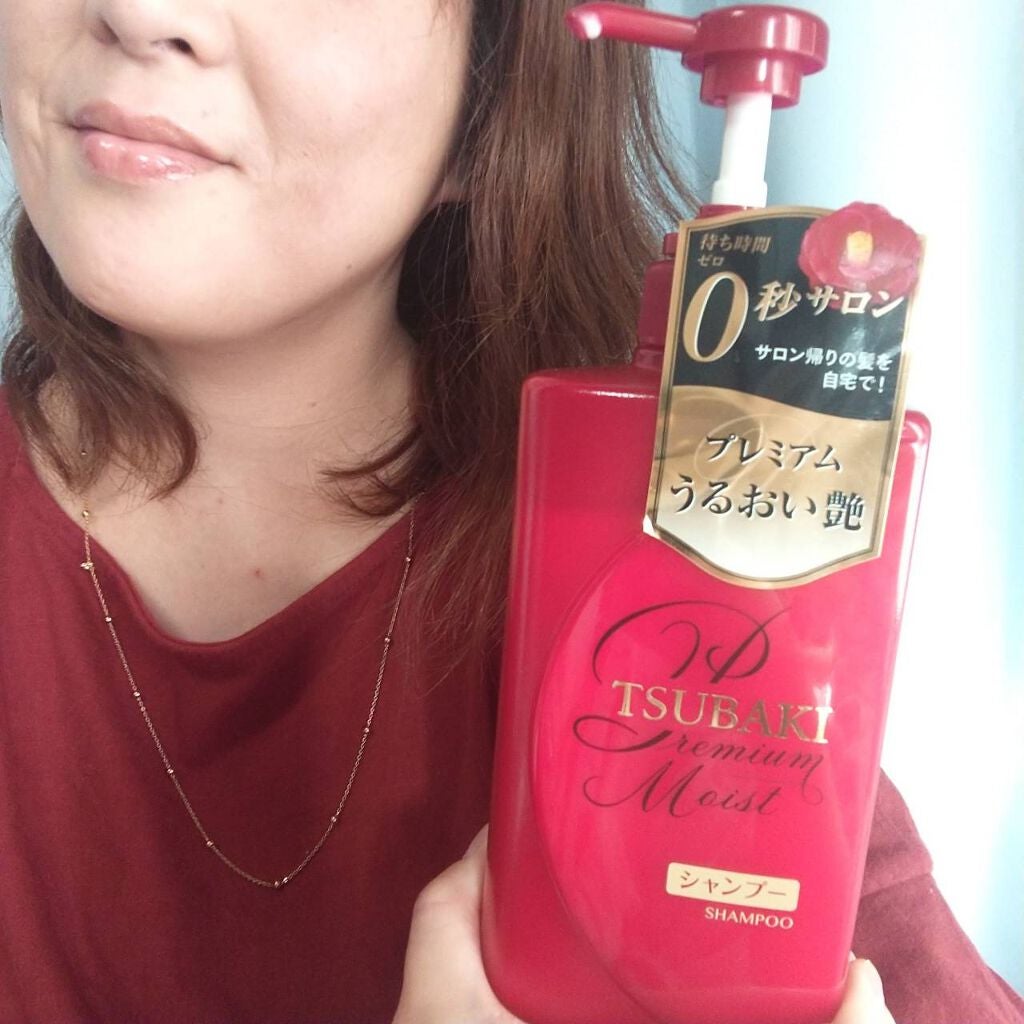 待ち時間
ゼロ
0秒サロン
サロン帰りの髪を
自宅で!
プレミアム
うるおい艶
TSUBAKI
Premium
Moist
シャンプー
SHAMPOO